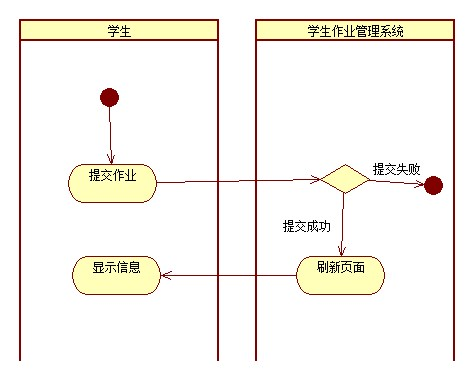 学生
学生作业管理系统
提交作业
提交失败
提交成功
显示信息
刷新页面